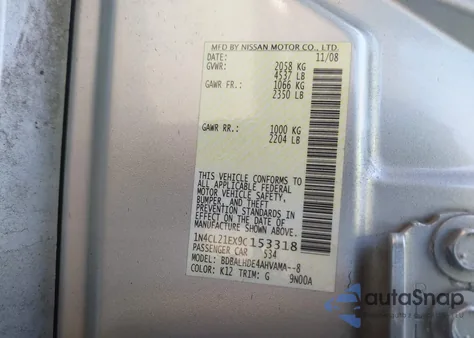 MFD BY NISSAN MOTOR CO., LTD.
DATE: 11/08
GVWR: 2058 KG
4537 LB
GAWR FR.: 1066 KG
2350 LB
GAWR RR.: 1000 KG
2204 LB
THIS VEHICLE CONFORMS TO
ALL APPLICABLE FEDERAL
MOTOR VEHICLE SAFETY,
BUMPER, AND THEFT
PREVENTION STANDARDS IN
EFFECT ON THE DATE OF
MANUFACTURE SHOWN ABOVE.
1N4CL21EX9C153318
PASSENGER CAR 534
MODEL: BDBALHDE4AHVAMA--8
COLOR: K12 TRIM: G 9N00A
autaSnap